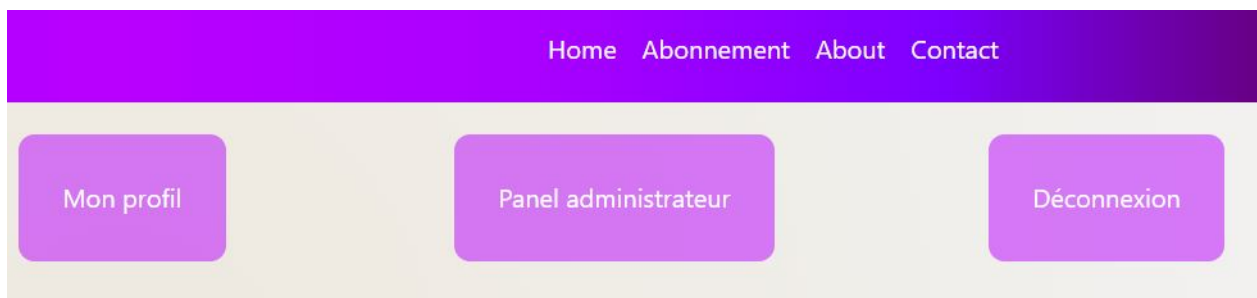 Home Abonnement About Contact
Mon profil Panel administrateur Déconnexion